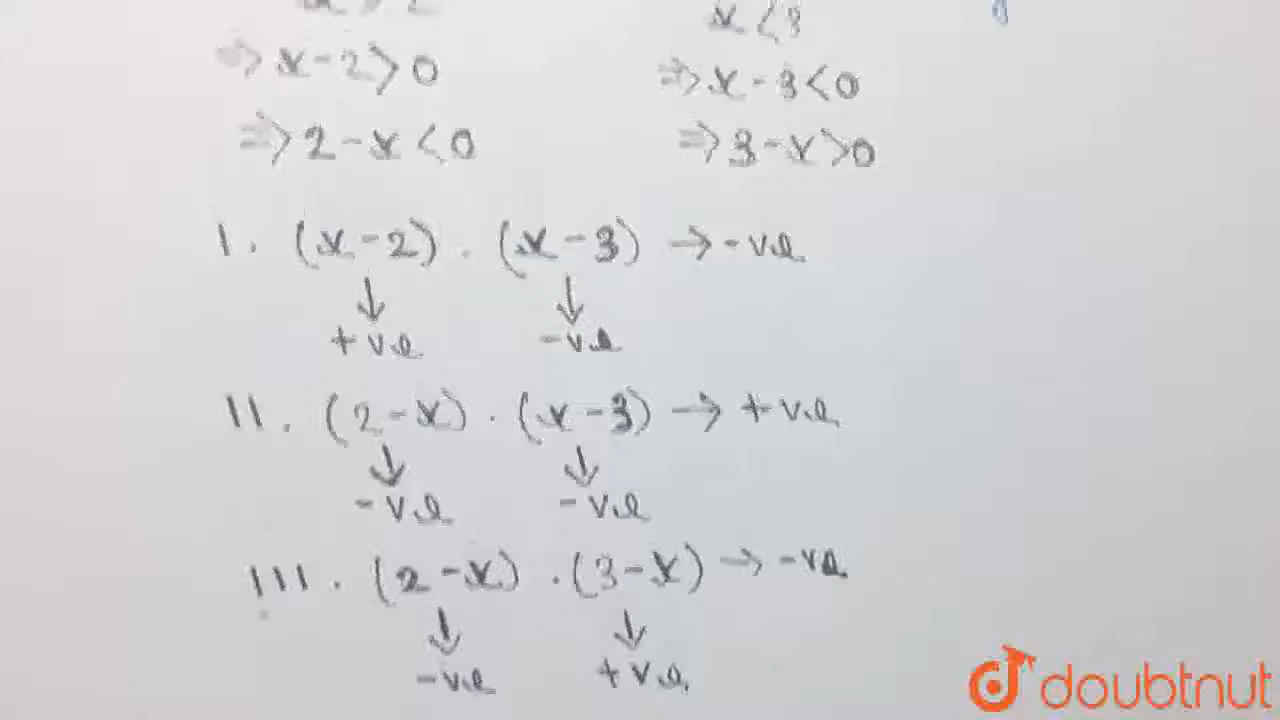 x > 2
x < 3
=> x - 2 > 0
=> x - 3 < 0
=> 2 - x < 0
=> 3 - x > 0
I. (x - 2) . (x - 3) → -ve
↓ ↓
+ve -ve
II. (2 - x) . (x - 3) → +ve
↓ ↓
-ve -ve
III. (2 - x) . (3 - x) → -ve
↓ ↓
-ve +ve
doubtnut